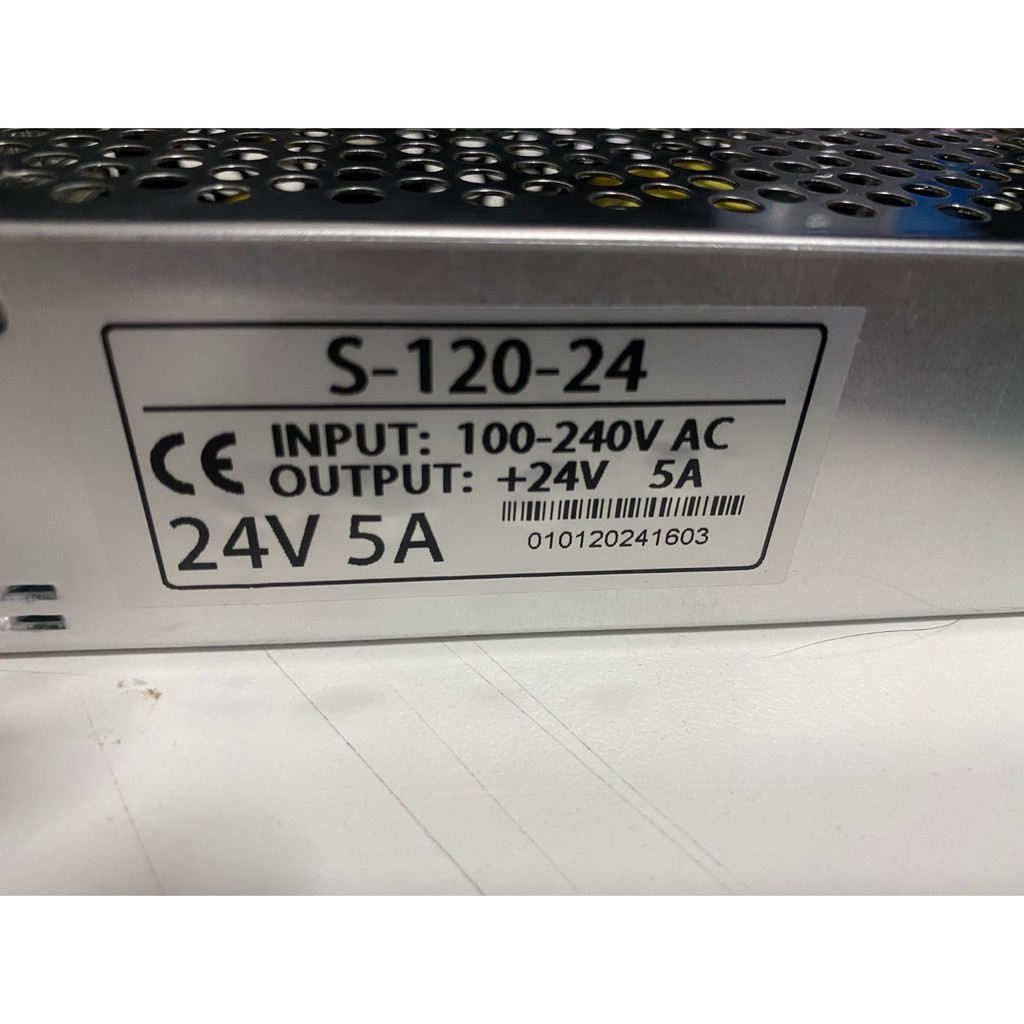 S-120-24
CE INPUT: 100-240V AC
OUTPUT: +24V 5A
24V 5A
010120241603